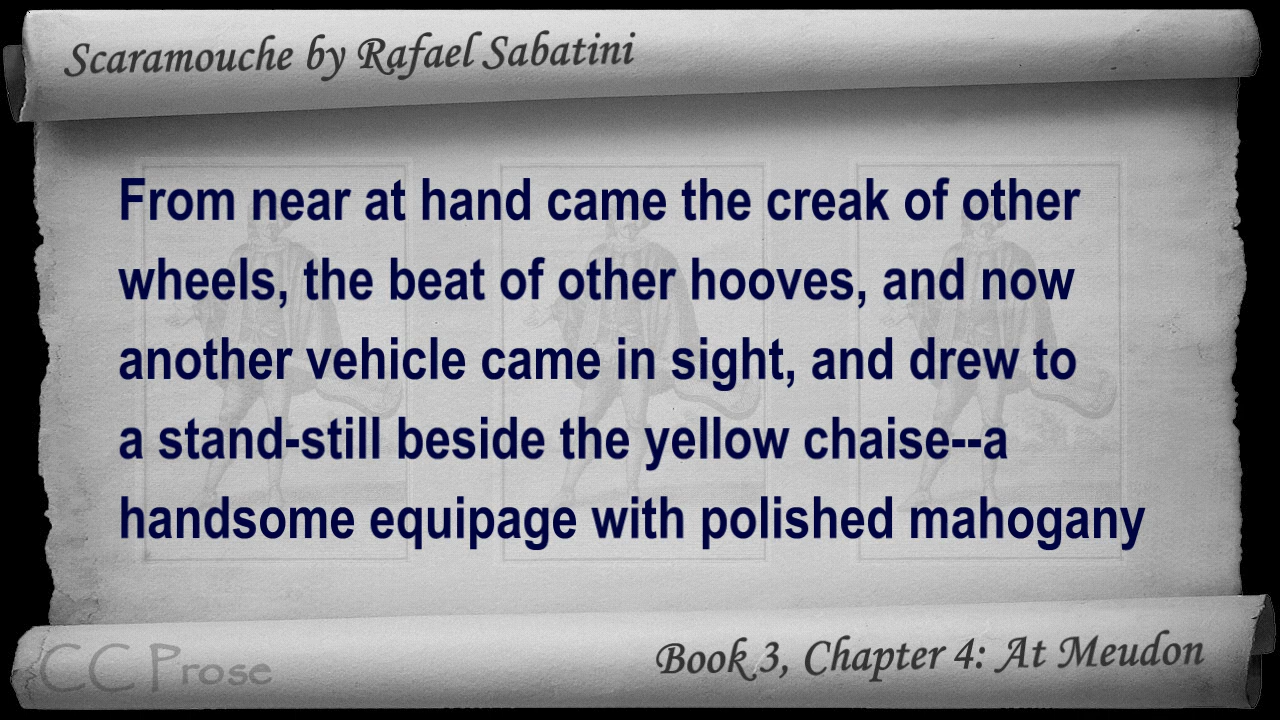 Scaramouche by Rafael Sabatini
From near at hand came the creak of other
wheels, the beat of other hooves, and now
another vehicle came in sight, and drew to
a stand-still beside the yellow chaise--a
handsome equipage with polished mahogany
CC Prose
Book 3, Chapter 4: At Meudon